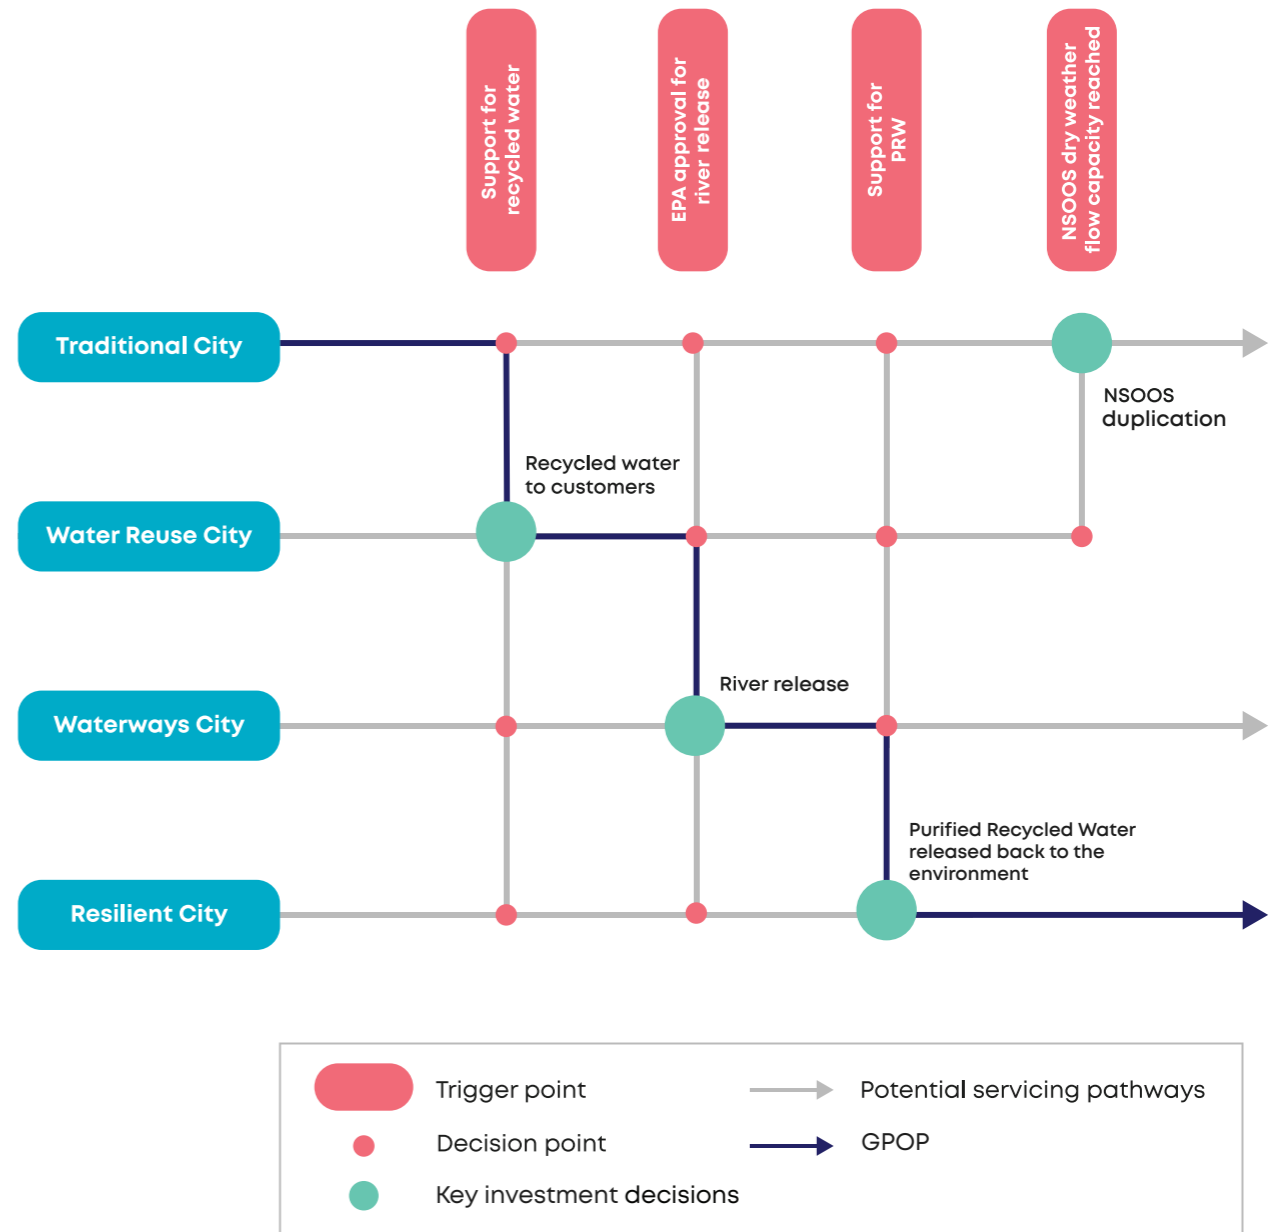 Support for
recycled water
EPA approval for
river release
Support for
PRW
NSOOS dry weather
flow capacity reached
Traditional City
NSOOS
duplication
Recycled water
to customers
Water Reuse City
River release
Waterways City
Purified Recycled Water
released back to the
environment
Resilient City
Trigger point
Potential servicing pathways
Decision point
GPOP
Key investment decisions